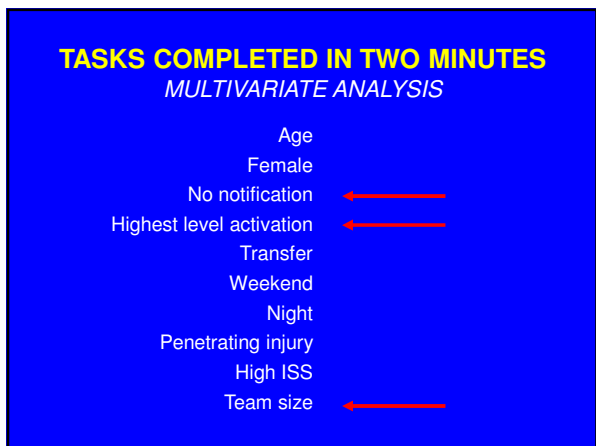 TASKS COMPLETED IN TWO MINUTES
MULTIVARIATE ANALYSIS
Age
Female
No notification
Highest level activation
Transfer
Weekend
Night
Penetrating injury
High ISS
Team size